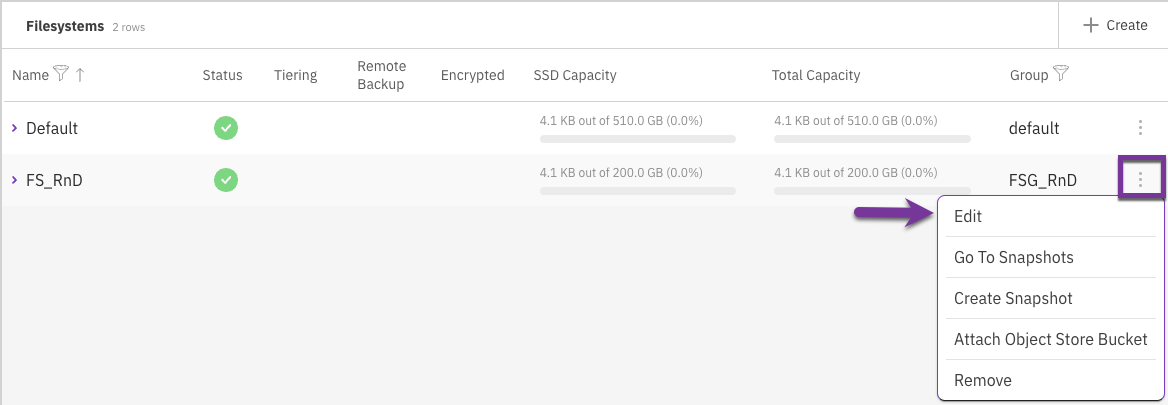 Filesystems 2 rows
Create
Name
Status
Tiering
Remote
Backup
Encrypted
SSD Capacity
Total Capacity
Group
Default
4.1 KB out of 510.0 GB (0.0%)
4.1 KB out of 510.0 GB (0.0%)
default
FS_RnD
4.1 KB out of 200.0 GB (0.0%)
4.1 KB out of 200.0 GB (0.0%)
FSG_RnD
Edit
Go To Snapshots
Create Snapshot
Attach Object Store Bucket
Remove